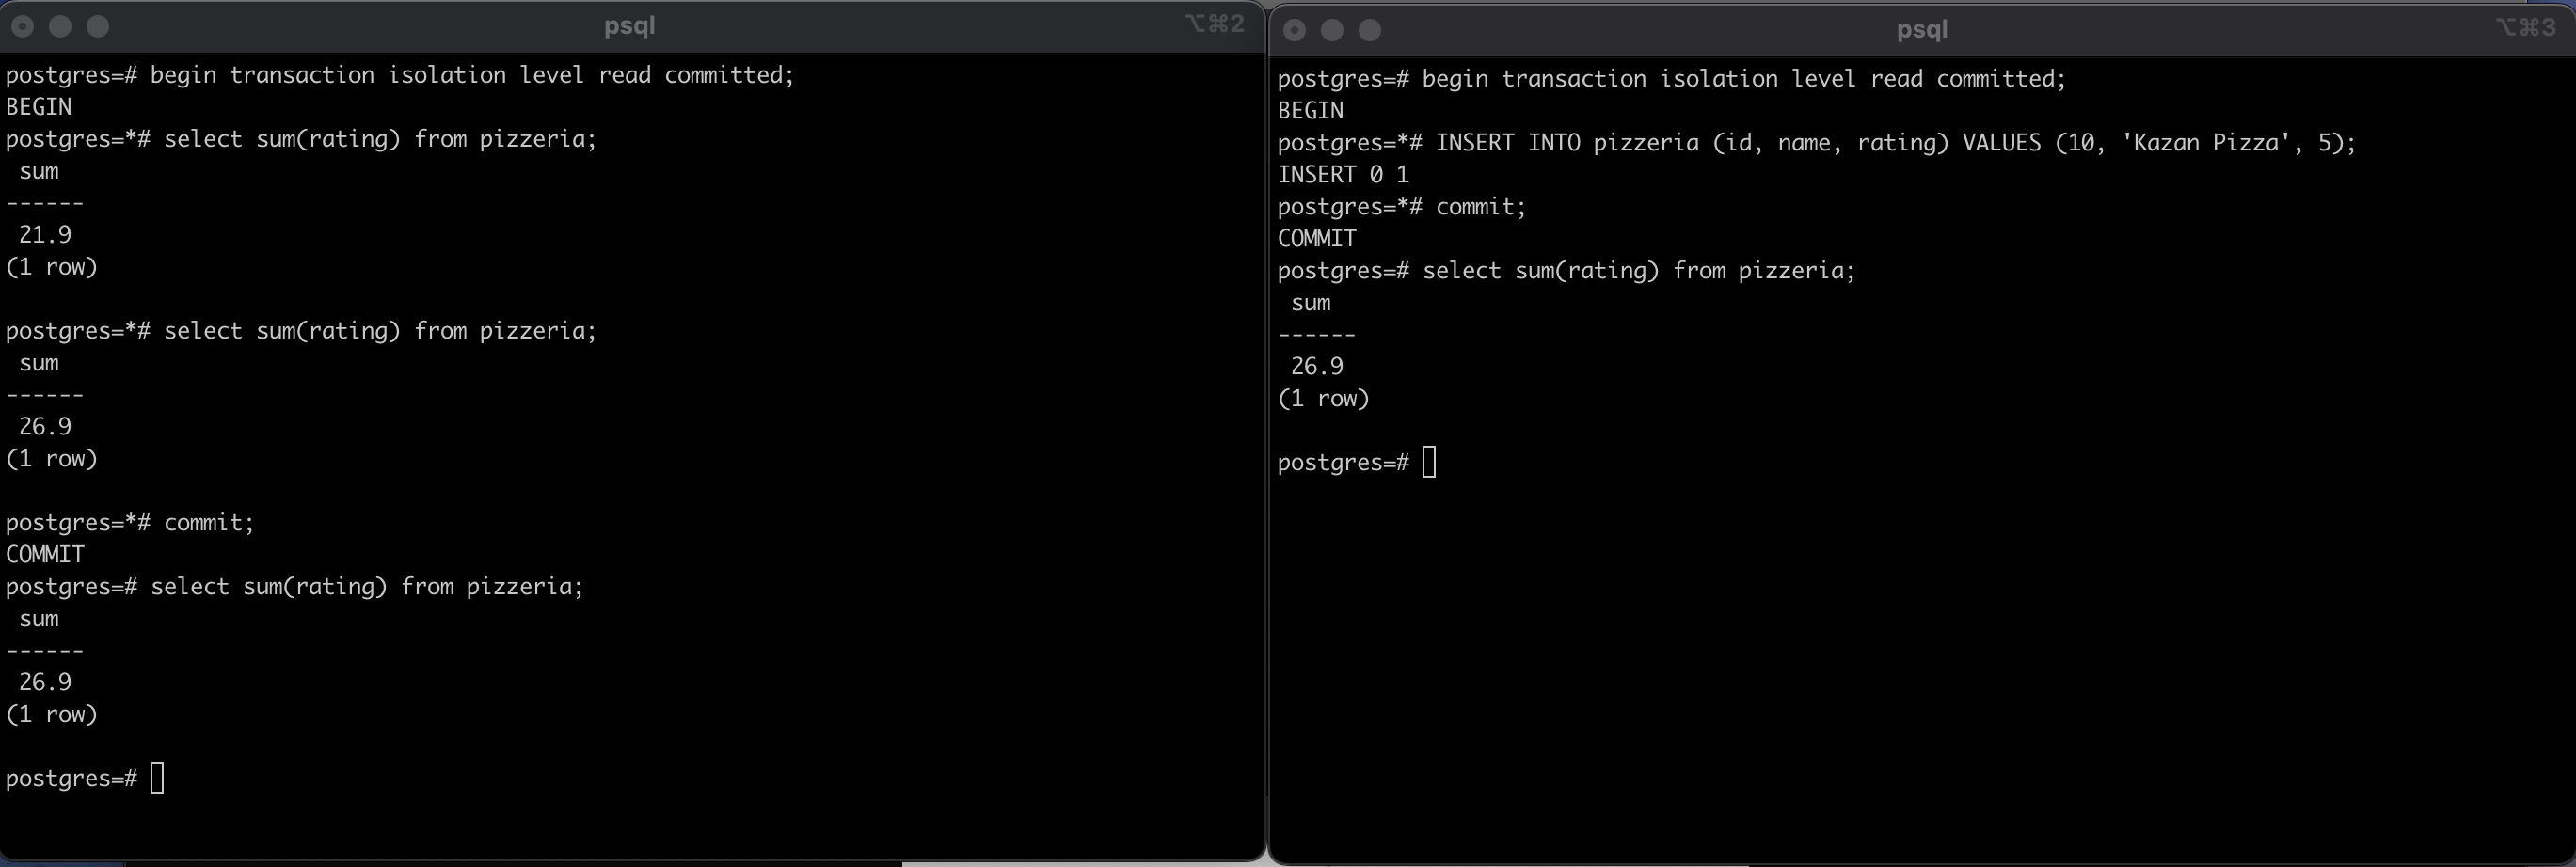 psql
⌥⌘2
postgres=# begin transaction isolation level read committed;
BEGIN
postgres=*# select sum(rating) from pizzeria;
sum
------
21.9
(1 row)
postgres=*# select sum(rating) from pizzeria;
sum
------
26.9
(1 row)
postgres=*# commit;
COMMIT
postgres=# select sum(rating) from pizzeria;
sum
------
26.9
(1 row)
postgres=#
psql
⌥⌘3
postgres=# begin transaction isolation level read committed;
BEGIN
postgres=*# INSERT INTO pizzeria (id, name, rating) VALUES (10, 'Kazan Pizza', 5);
INSERT 0 1
postgres=*# commit;
COMMIT
postgres=# select sum(rating) from pizzeria;
sum
------
26.9
(1 row)
postgres=#